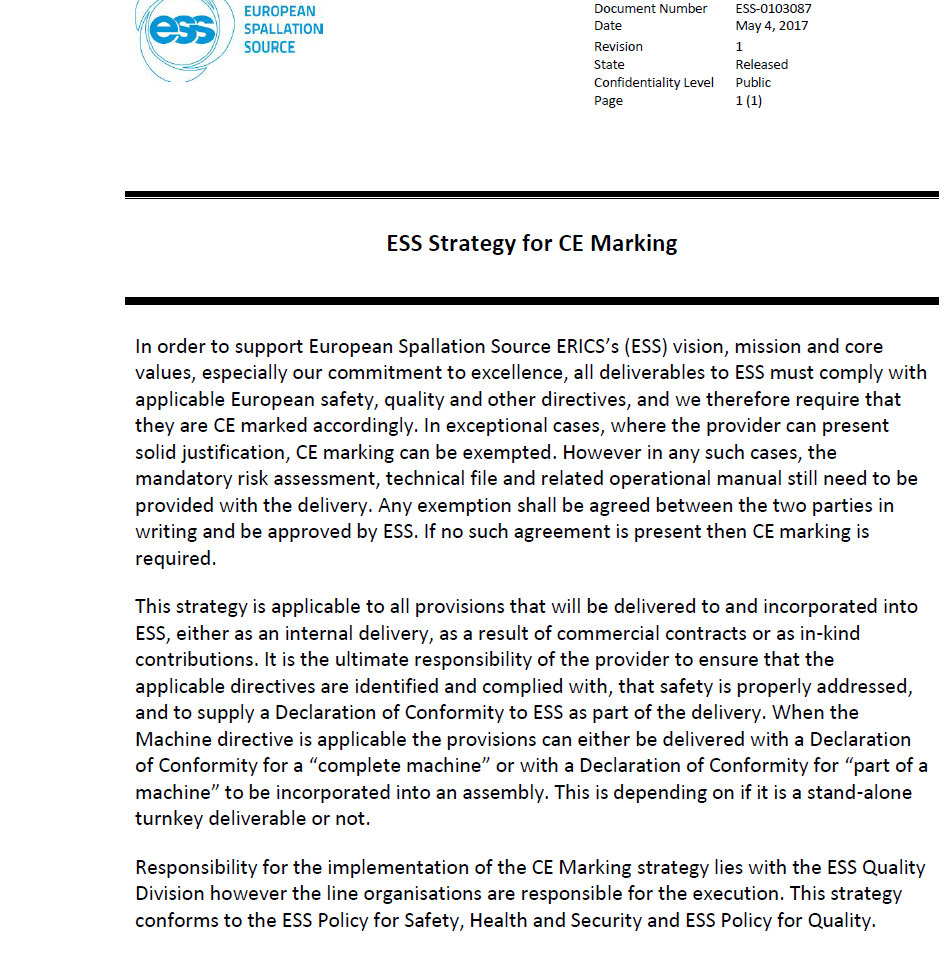 ess
EUROPEAN
SPALLATION
SOURCE
Document Number ESS-0103087
Date May 4, 2017
Revision 1
State Released
Confidentiality Level Public
Page 1 (1)
ESS Strategy for CE Marking
In order to support European Spallation Source ERICS's (ESS) vision, mission and core
values, especially our commitment to excellence, all deliverables to ESS must comply with
applicable European safety, quality and other directives, and we therefore require that
they are CE marked accordingly. In exceptional cases, where the provider can present
solid justification, CE marking can be exempted. However in any such cases, the
mandatory risk assessment, technical file and related operational manual still need to be
provided with the delivery. Any exemption shall be agreed between the two parties in
writing and be approved by ESS. If no such agreement is present then CE marking is
required.
This strategy is applicable to all provisions that will be delivered to and incorporated into
ESS, either as an internal delivery, as a result of commercial contracts or as in-kind
contributions. It is the ultimate responsibility of the provider to ensure that the
applicable directives are identified and complied with, that safety is properly addressed,
and to supply a Declaration of Conformity to ESS as part of the delivery. When the
Machine directive is applicable the provisions can either be delivered with a Declaration
of Conformity for a “complete machine” or with a Declaration of Conformity for “part of a
machine” to be incorporated into an assembly. This is depending on if it is a stand-alone
turnkey deliverable or not.
Responsibility for the implementation of the CE Marking strategy lies with the ESS Quality
Division however the line organisations are responsible for the execution. This strategy
conforms to the ESS Policy for Safety, Health and Security and ESS Policy for Quality.